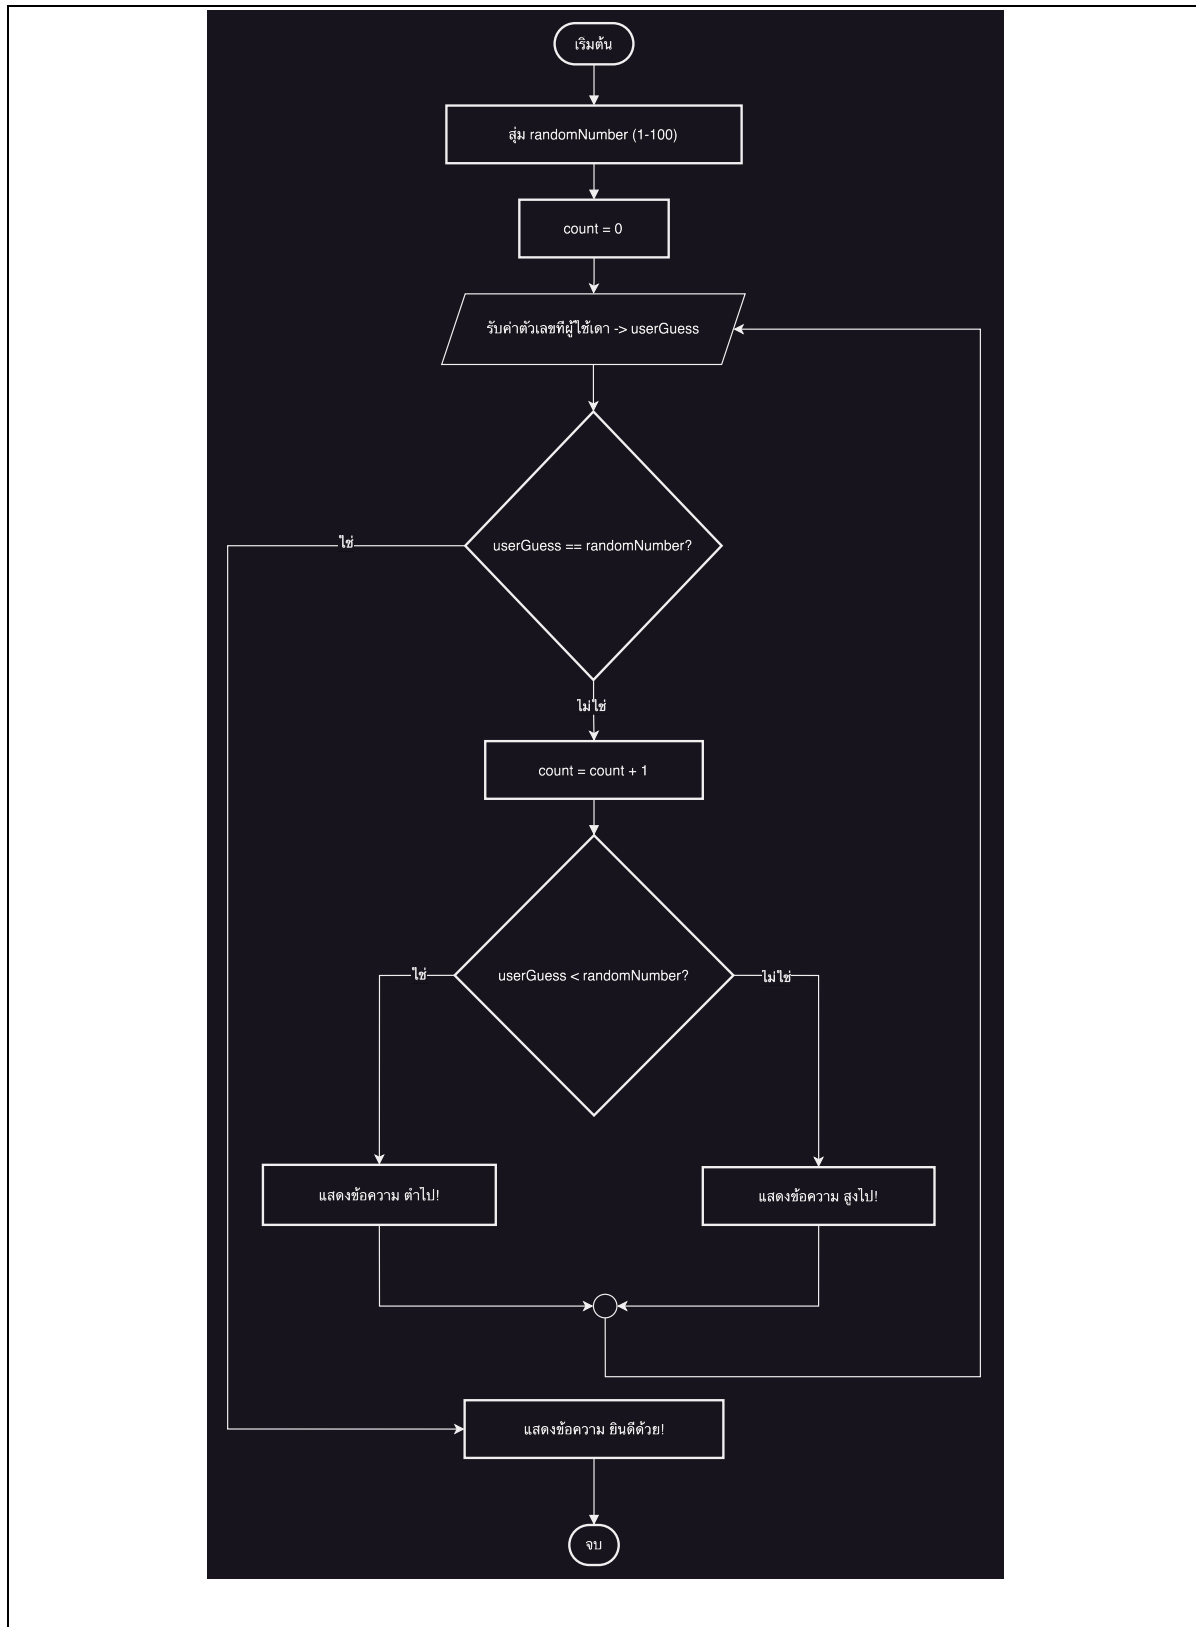 เริ่มต้น
สุ่ม randomNumber (1-100)
count = 0
รับค่าตัวเลขที่ผู้ใช้เดา -> userGuess
userGuess == randomNumber?
ใช่
ไม่ใช่
count = count + 1
userGuess < randomNumber?
ใช่
ไม่ใช่
แสดงข้อความ ต่ำไป!
แสดงข้อความ สูงไป!
แสดงข้อความ ยินดีด้วย!
จบ